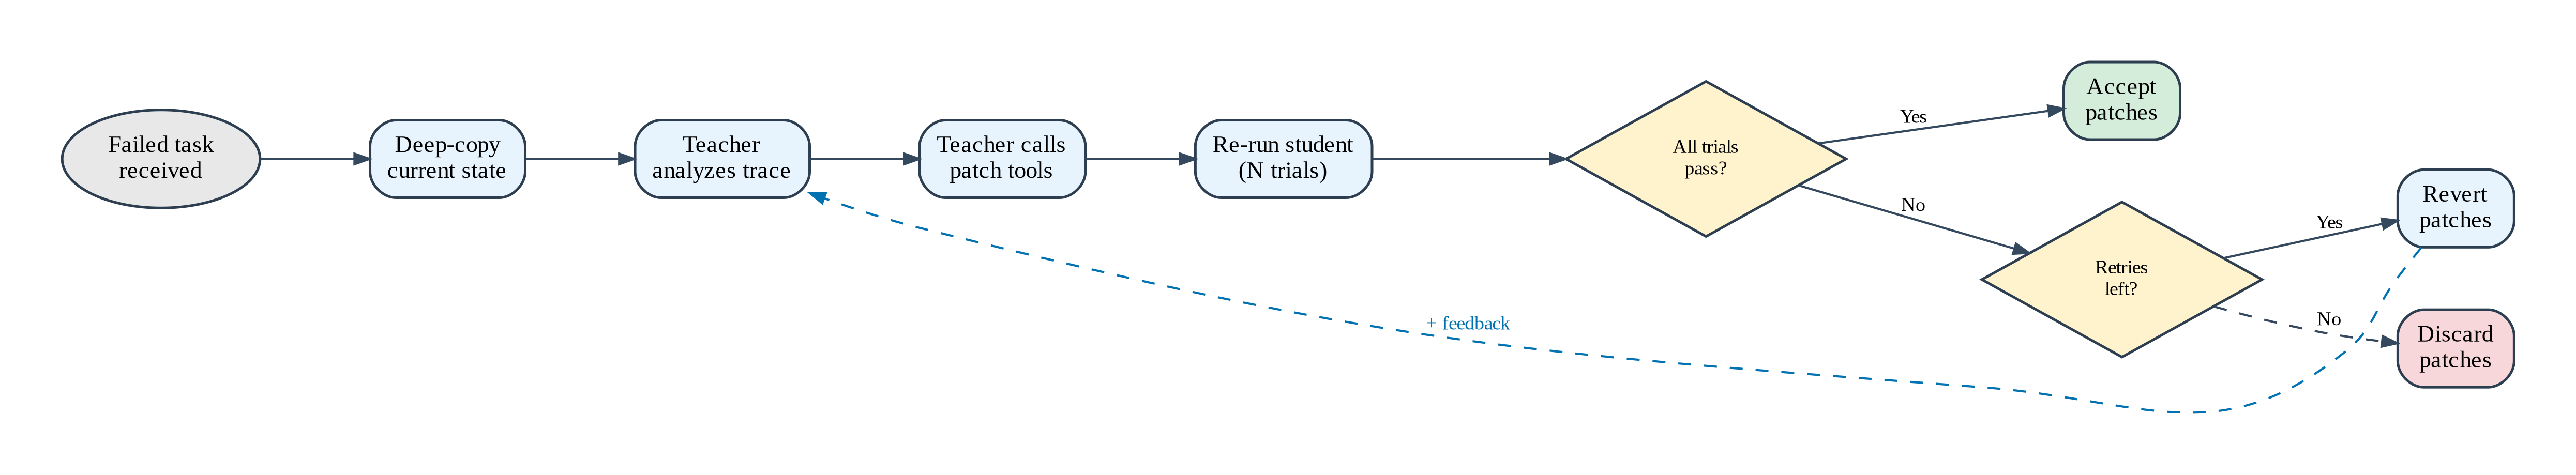 Failed task
received
Deep-copy
current state
Teacher
analyzes trace
Teacher calls
patch tools
Re-run student
(N trials)
All trials
pass?
Yes
Accept
patches
No
Retries
left?
Yes
Revert
patches
No
Discard
patches
+ feedback